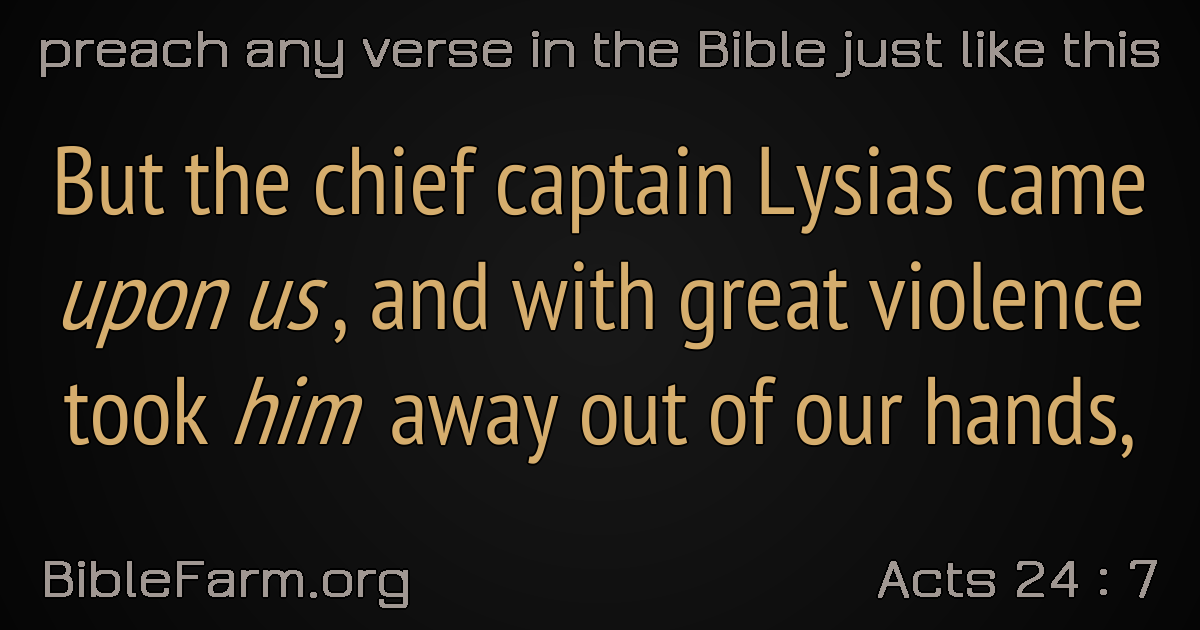 preach any verse in the Bible just like this
But the chief captain Lysias came
upon us, and with great violence
took him away out of our hands,
BibleFarm.org
Acts 24 : 7